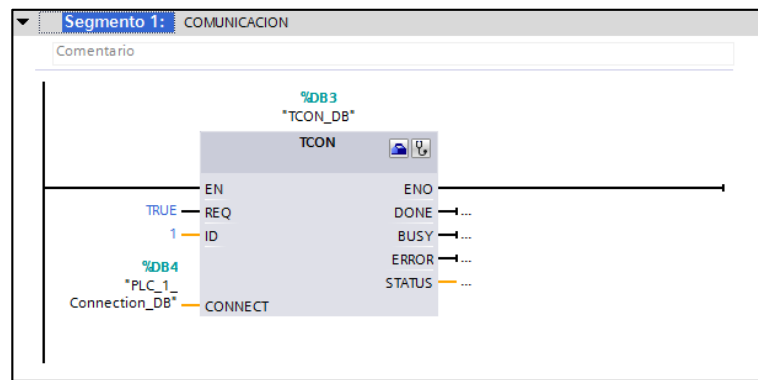 Segmento 1: COMUNICACION
Comentario
%DB3
"TCON_DB"
TCON
EN ENO
TRUE REQ DONE ...
1 ID BUSY ...
ERROR ...
%DB4
"PLC_1_
STATUS ...
Connection_DB" CONNECT